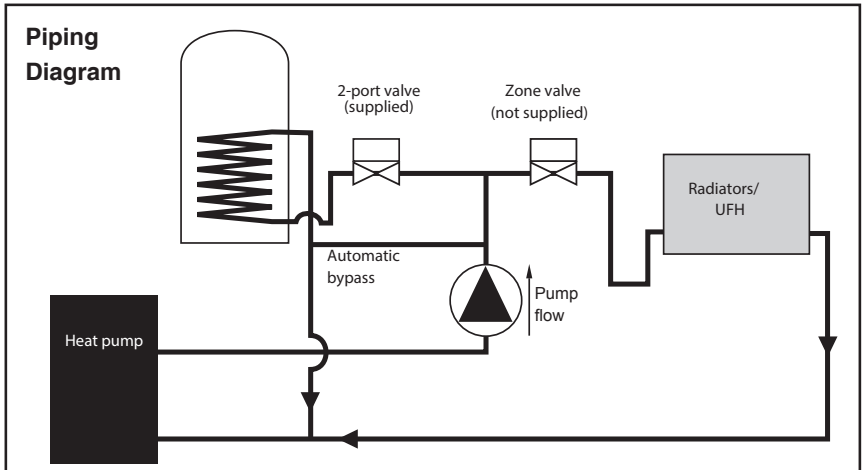 Piping
Diagram
2-port valve
(supplied)
Zone valve
(not supplied)
Radiators/
UFH
Automatic
bypass
Pump
flow
Heat pump